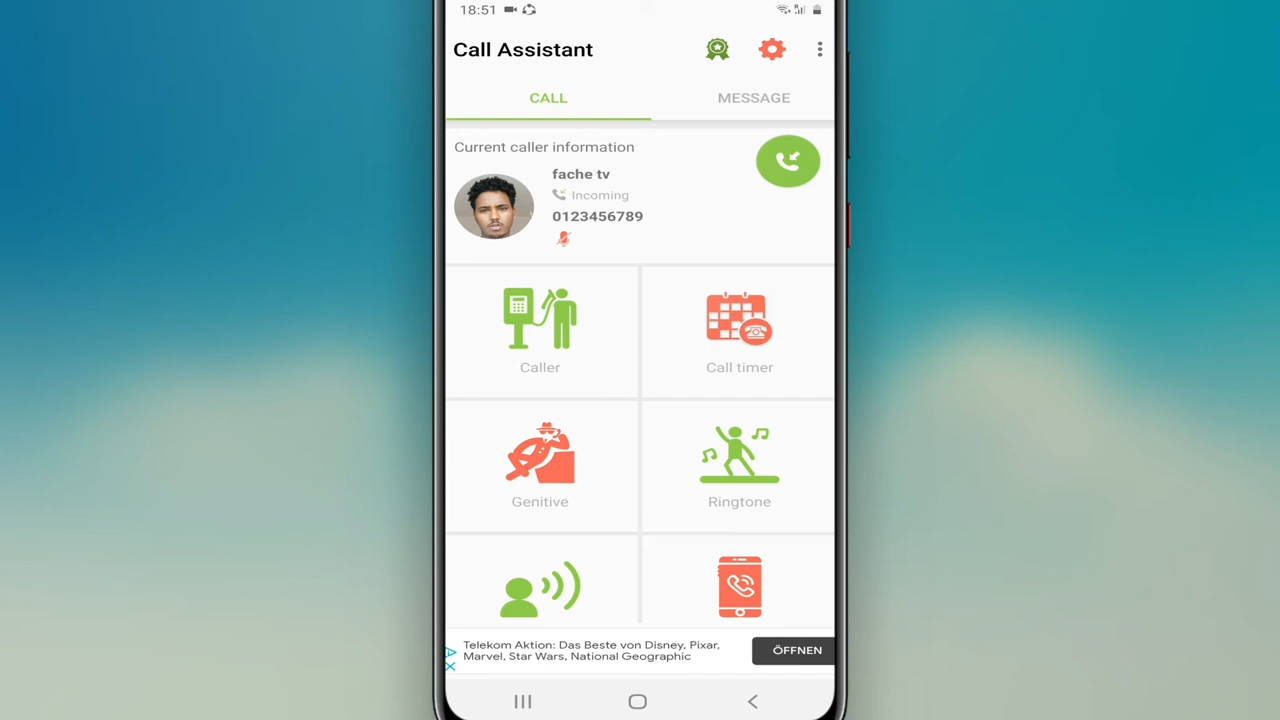 18:51
Call Assistant
CALL
MESSAGE
Current caller information
fache tv
Incoming
0123456789
Caller
Call timer
Genitive
Ringtone
Telekom Aktion: Das Beste von Disney, Pixar,
Marvel, Star Wars, National Geographic
ÖFFNEN